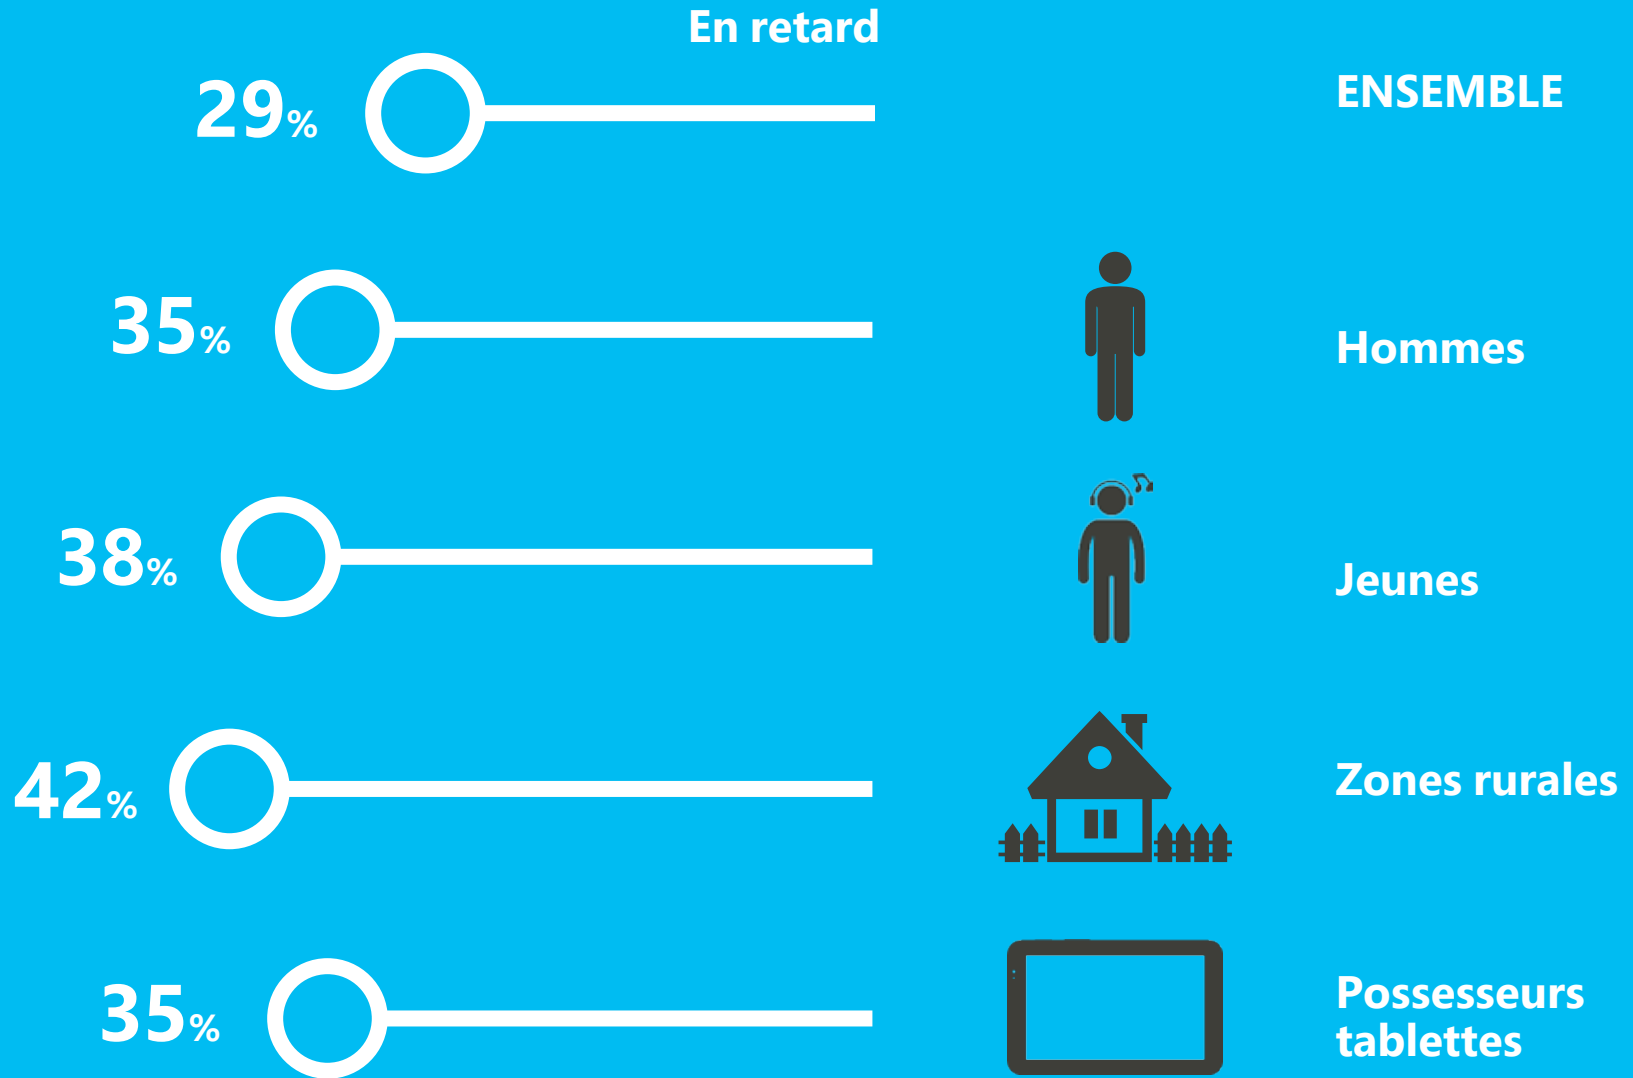 En retard
29%
ENSEMBLE
35%
Hommes
38%
Jeunes
42%
Zones rurales
35%
Possesseurs
tablettes